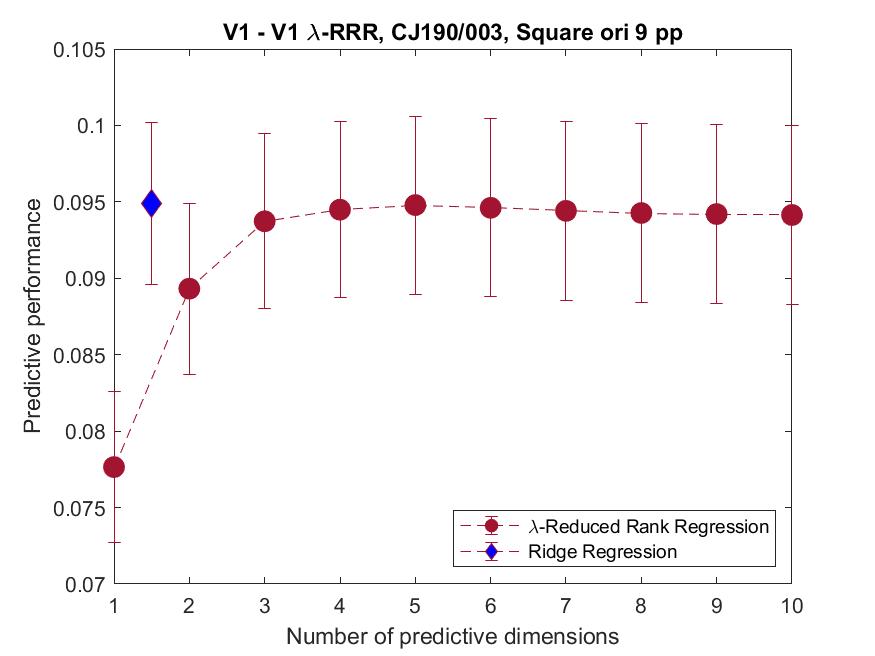 V1 - V1 λ-RRR, CJ190/003, Square ori 9 pp
0.105
0.1
0.095
0.09
0.085
0.08
0.075
0.07
Predictive performance
λ-Reduced Rank Regression
Ridge Regression
1 2 3 4 5 6 7 8 9 10
Number of predictive dimensions